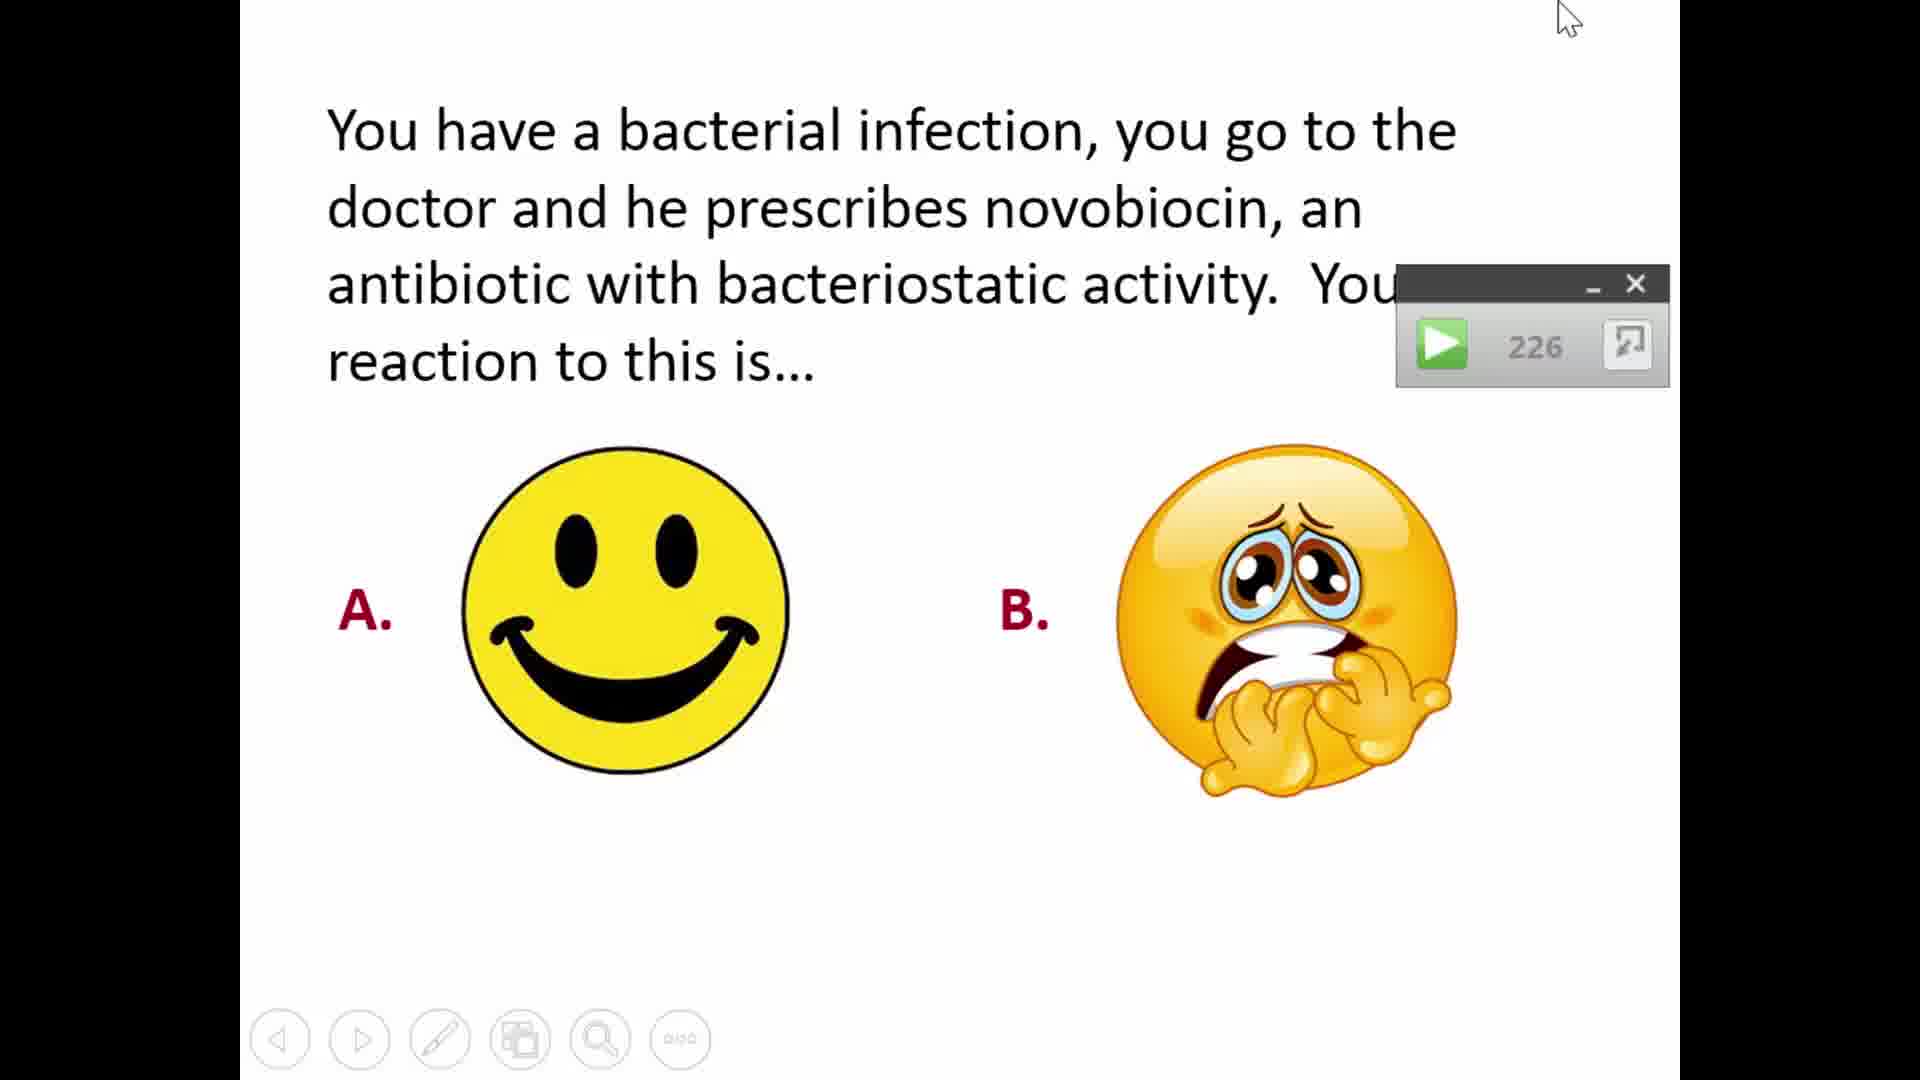 You have a bacterial infection, you go to the
doctor and he prescribes novobiocin, an
antibiotic with bacteriostatic activity. You
reaction to this is...
226
A.
B.